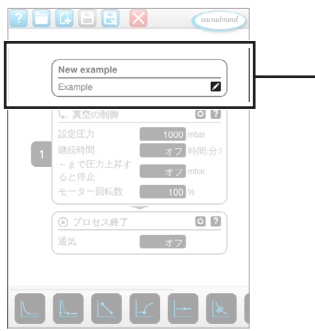 ?
vacuubrand
New example
Example
真空の制御 ?
設定圧力 1000 mbar
1
継続時間 オフ 時間:分:
～まで圧力上昇す
ると停止 オフ mbar
モーター回転数 100 %
プロセス終了 ?
通気 オフ